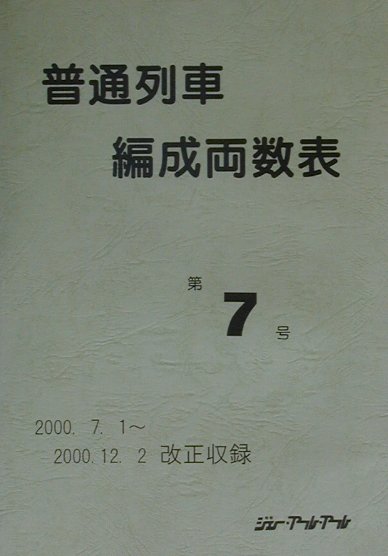 普通列車
編成両数表
第
7
号
2000. 7. 1～
2000.12. 2 改正収録
ジェー・アール・アール